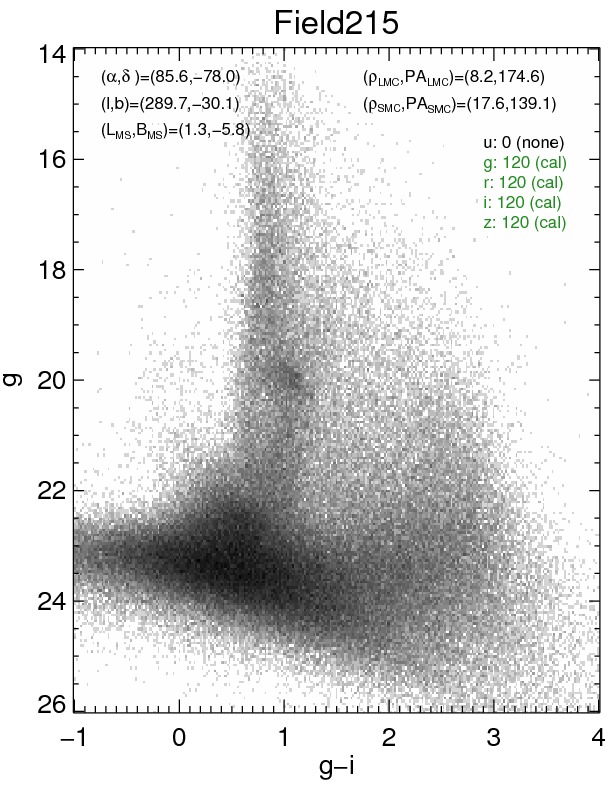 Field215
(α,δ )=(85.6,−78.0)
(l,b)=(289.7,−30.1)
(LMS,BMS)=(1.3,−5.8)
(ρLMC,PALMC)=(8.2,174.6)
(ρSMC,PASMC)=(17.6,139.1)
u: 0 (none)
g: 120 (cal)
r: 120 (cal)
i: 120 (cal)
z: 120 (cal)
g
14
16
18
20
22
24
26
−1 0 1 2 3 4
g−i